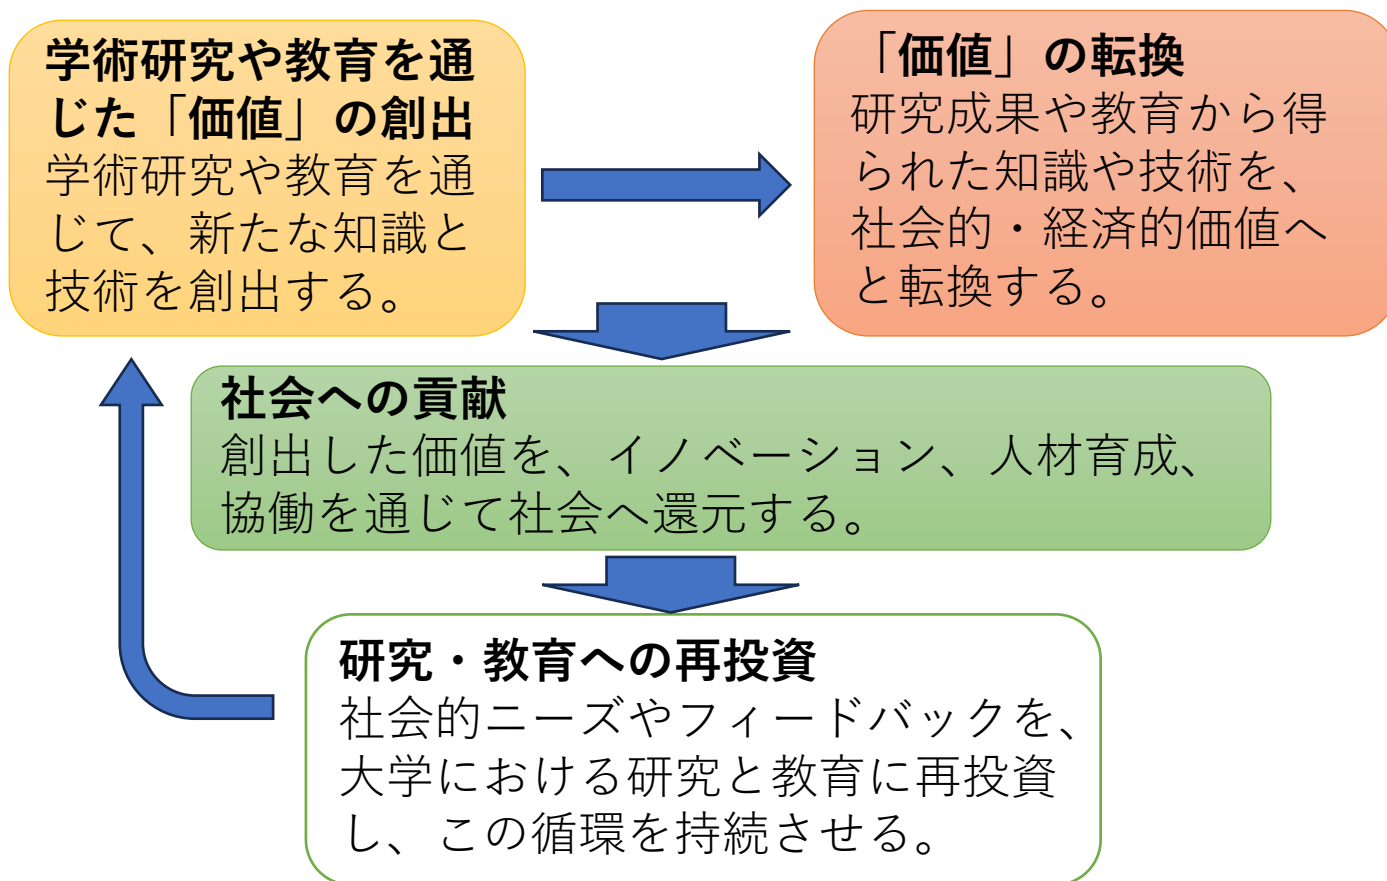 学術研究や教育を通
じた「価値」の創出
学術研究や教育を通
じて、新たな知識と
技術を創出する。
「価値」の転換
研究成果や教育から得
られた知識や技術を、
社会的・経済的価値へ
と転換する。
社会への貢献
創出した価値を、イノベーション、人材育成、
協働を通じて社会へ還元する。
研究・教育への再投資
社会的ニーズやフィードバックを、
大学における研究と教育に再投資
し、この循環を持続させる。